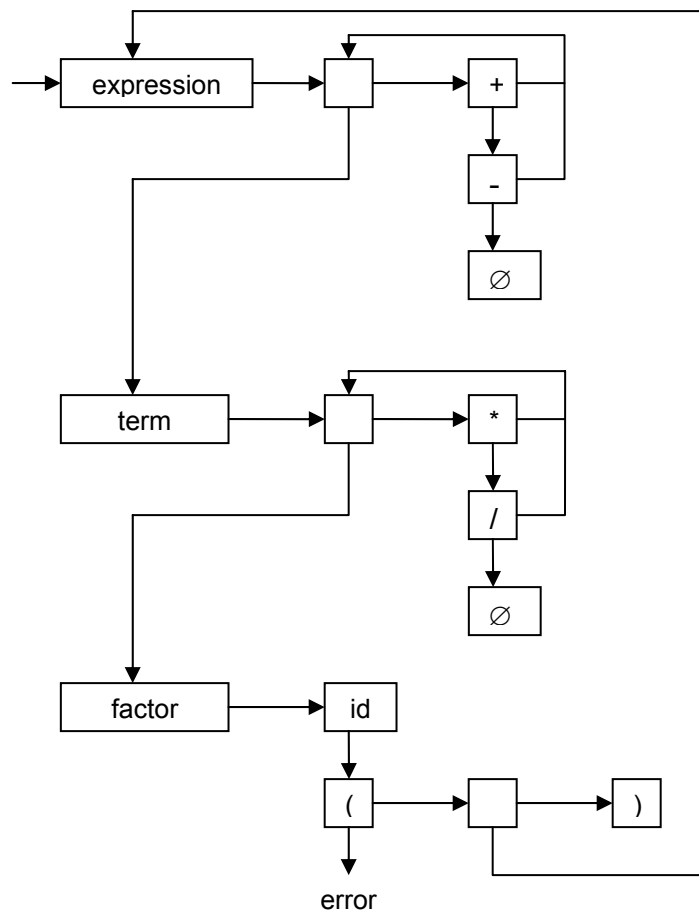 expression
+
-
∅
term
*
/
∅
factor
id
(
)
error